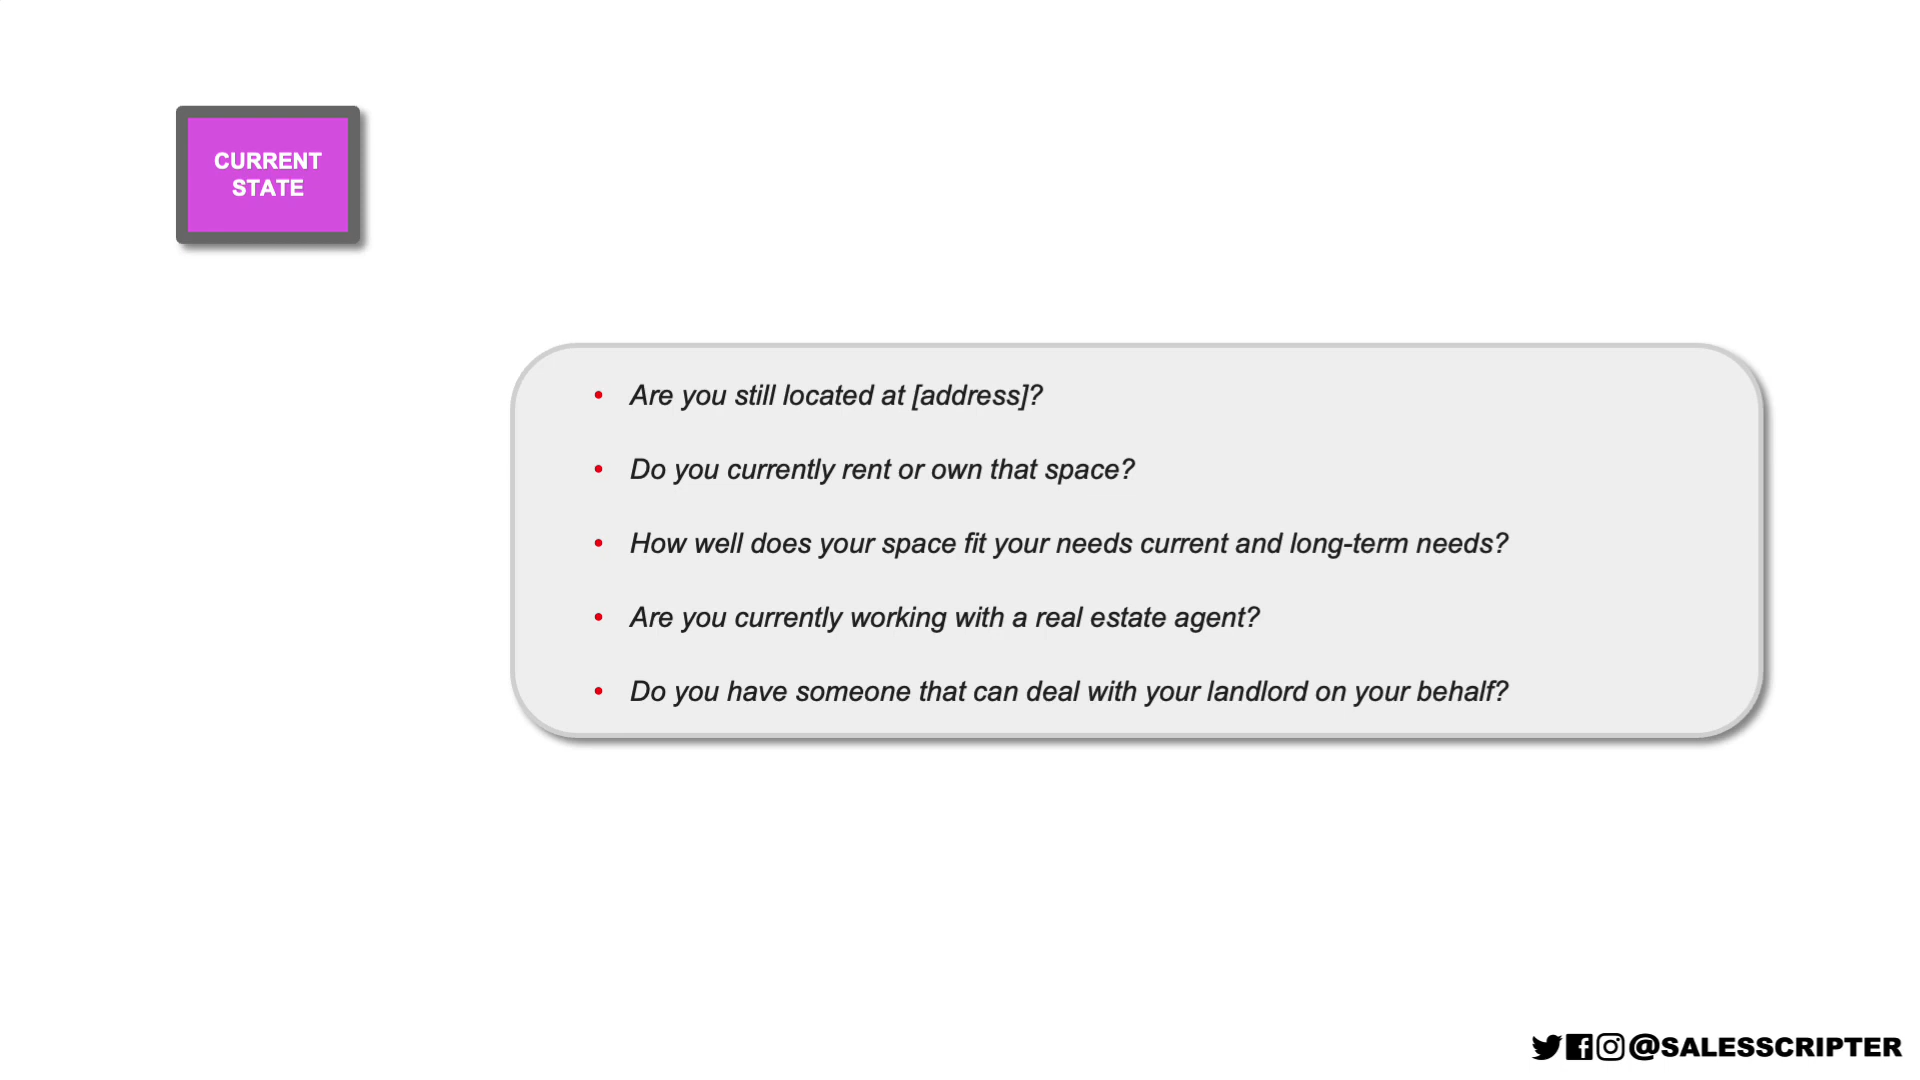 CURRENT
STATE
• Are you still located at [address]?
• Do you currently rent or own that space?
• How well does your space fit your needs current and long-term needs?
• Are you currently working with a real estate agent?
• Do you have someone that can deal with your landlord on your behalf?
@SALESSCRIPTER